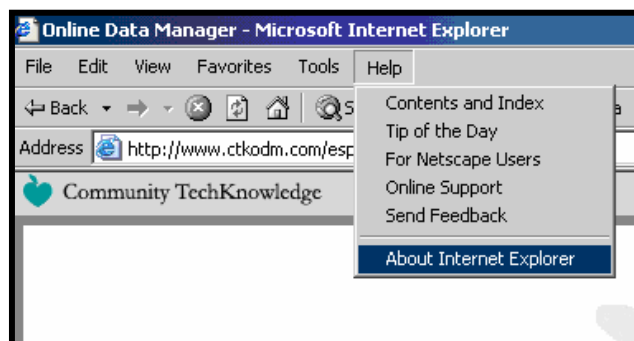 Online Data Manager - Microsoft Internet Explorer
File Edit View Favorites Tools Help
Back
Contents and Index
Address http://www.ctkodm.com/esp
Tip of the Day
For Netscape Users
Community TechKnowledge
Online Support
Send Feedback
About Internet Explorer